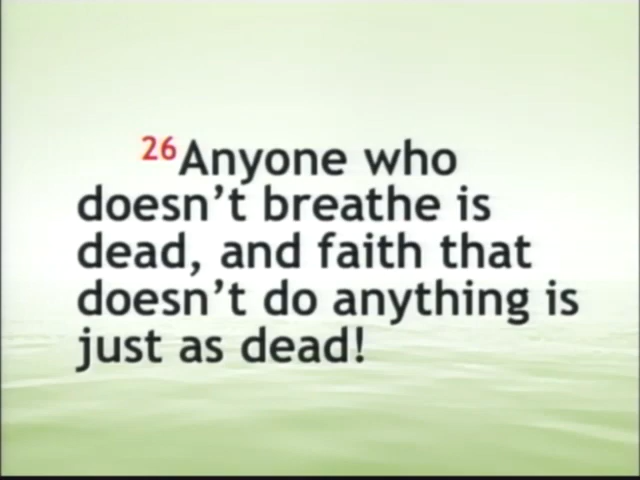 26Anyone who
doesn’t breathe is
dead, and faith that
doesn’t do anything is
just as dead!